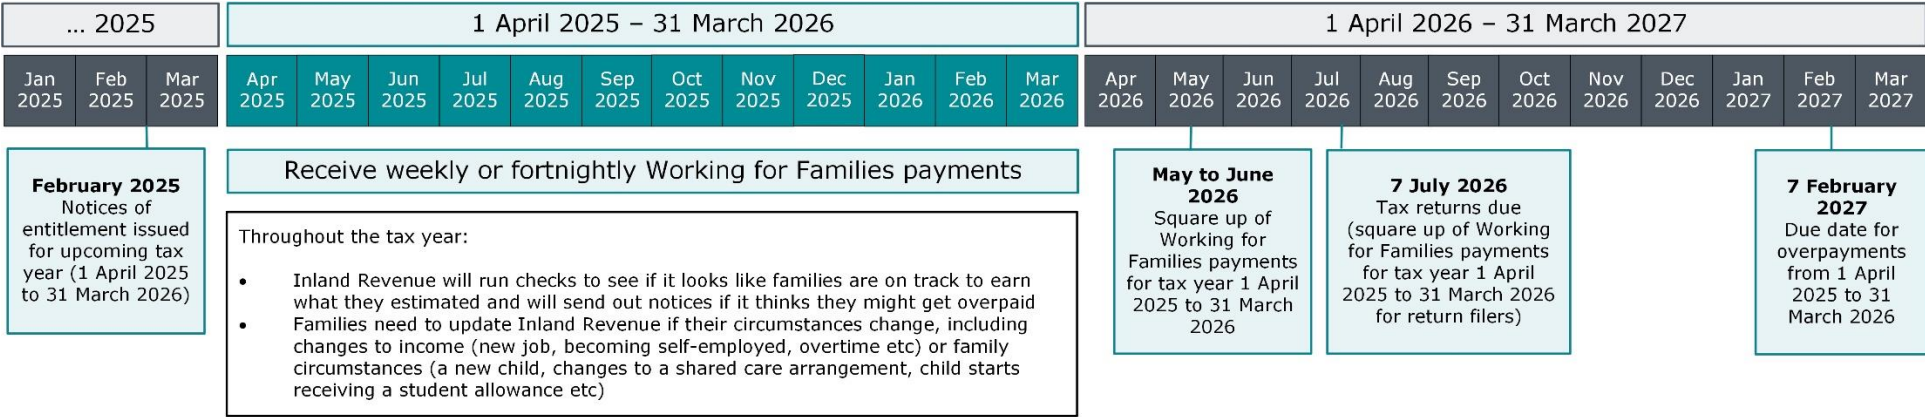 ... 2025
1 April 2025 – 31 March 2026
1 April 2026 – 31 March 2027
Jan 2025
Feb 2025
Mar 2025
Apr 2025
May 2025
Jun 2025
Jul 2025
Aug 2025
Sep 2025
Oct 2025
Nov 2025
Dec 2025
Jan 2026
Feb 2026
Mar 2026
Apr 2026
May 2026
Jun 2026
Jul 2026
Aug 2026
Sep 2026
Oct 2026
Nov 2026
Dec 2026
Jan 2027
Feb 2027
Mar 2027
February 2025
Notices of
entitlement issued
for upcoming tax
year (1 April 2025
to 31 March 2026)
Receive weekly or fortnightly Working for Families payments
Throughout the tax year:
• Inland Revenue will run checks to see if it looks like families are on track to earn
what they estimated and will send out notices if it thinks they might get overpaid
• Families need to update Inland Revenue if their circumstances change, including
changes to income (new job, becoming self-employed, overtime etc) or family
circumstances (a new child, changes to a shared care arrangement, child starts
receiving a student allowance etc)
May to June
2026
Square up of
Working for
Families payments
for tax year 1 April
2025 to 31 March
2026
7 July 2026
Tax returns due
(square up of Working
for Families payments
for tax year 1 April
2025 to 31 March 2026
for return filers)
7 February
2027
Due date for
overpayments
from 1 April
2025 to 31
March 2026